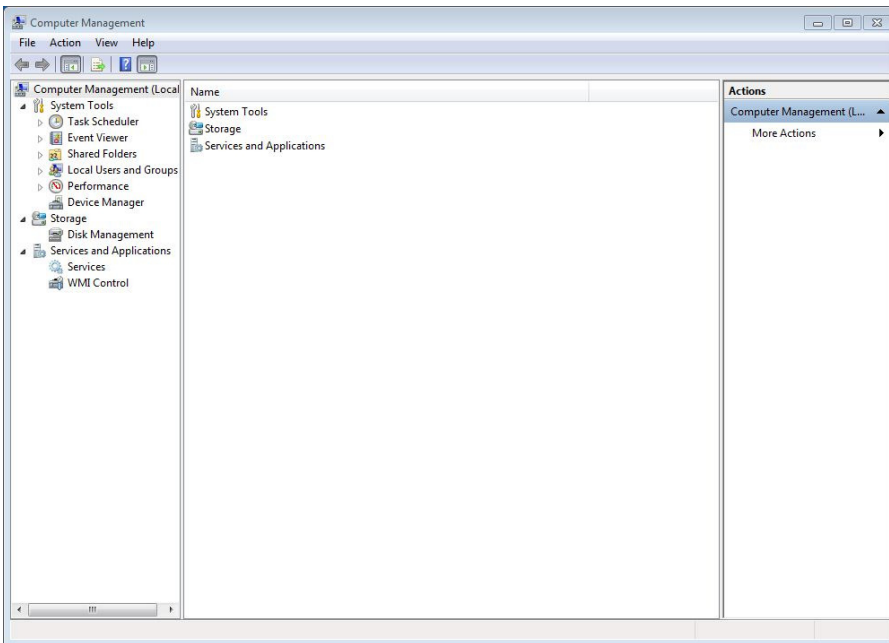 Computer Management
File Action View Help
Computer Management (Local
System Tools
Task Scheduler
Event Viewer
Shared Folders
Local Users and Groups
Performance
Device Manager
Storage
Disk Management
Services and Applications
Services
WMI Control
Name
System Tools
Storage
Services and Applications
Actions
Computer Management (L...
More Actions